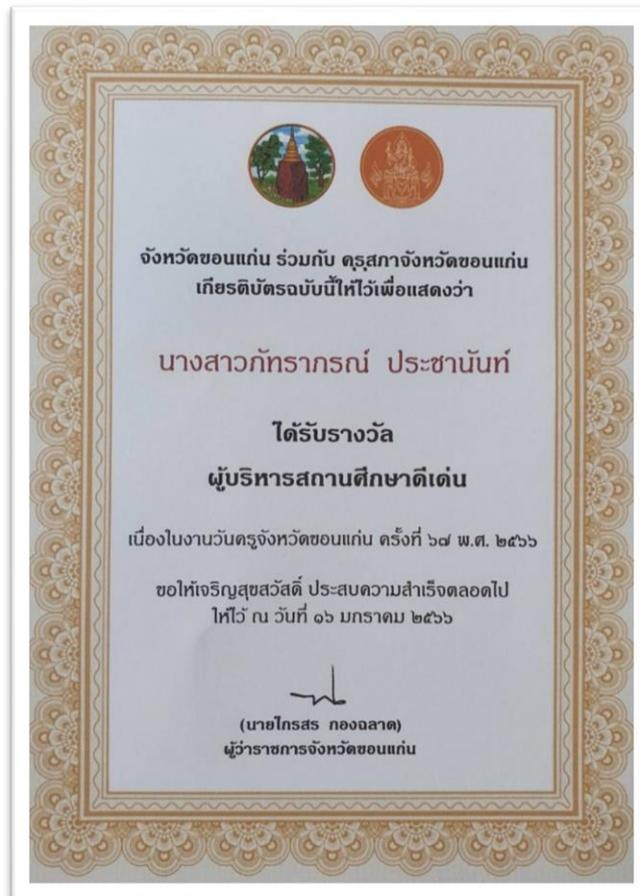 จังหวัดขอนแก่น ร่วมกับ คุรุสภาจังหวัดขอนแก่น
เกียรติบัตรฉบับนี้ให้ไว้เพื่อแสดงว่า
นางสาวภัทราภรณ์ ประชานันท์
ได้รับรางวัล
ผู้บริหารสถานศึกษาดีเด่น
เนื่องในงานวันครูจังหวัดขอนแก่น ครั้งที่ ๖๗ พ.ศ. ๒๕๖๖
ขอให้เจริญสุขสวัสดิ์ ประสบความสำเร็จตลอดไป
ให้ไว้ ณ วันที่ ๑๖ มกราคม ๒๕๖๖
(นายไกรสร กองฉลาด)
ผู้ว่าราชการจังหวัดขอนแก่น